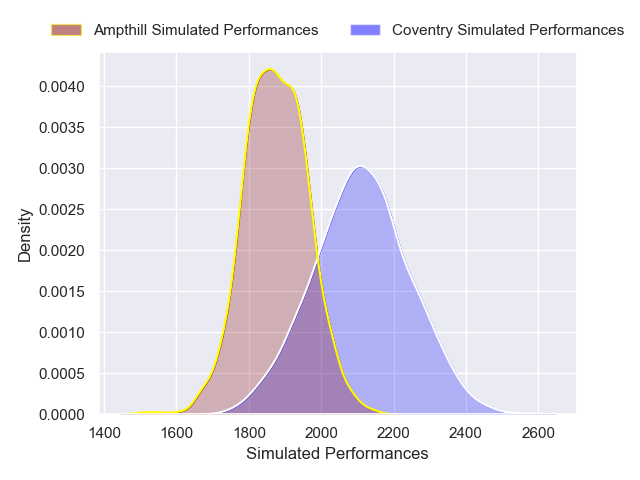 Ampthill Simulated Performances Coventry Simulated Performances
0.0040
0.0035
0.0030
0.0025
0.0020
0.0015
0.0010
0.0005
0.0000
Density
1400 1600 1800 2000 2200 2400 2600
Simulated Performances